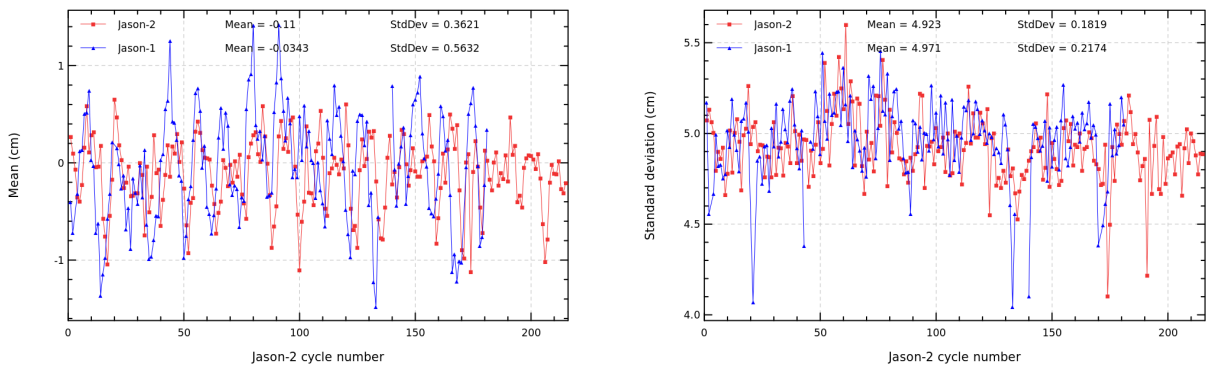 Jason-2 Mean = -0.11 StdDev = 0.3621
Jason-1 Mean = -0.0343 StdDev = 0.5632
1
0
-1
Mean (cm)
0 50 100 150 200
Jason-2 cycle number
Jason-2 Mean = 4.923 StdDev = 0.1819
Jason-1 Mean = 4.971 StdDev = 0.2174
5.5
5.0
4.5
4.0
Standard deviation (cm)
0 50 100 150 200
Jason-2 cycle number